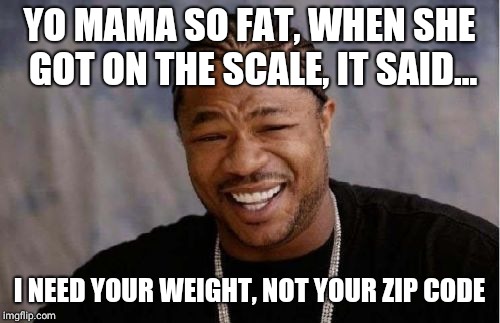 YO MAMA SO FAT, WHEN SHE
GOT ON THE SCALE, IT SAID...
I NEED YOUR WEIGHT, NOT YOUR ZIP CODE
imgflip.com